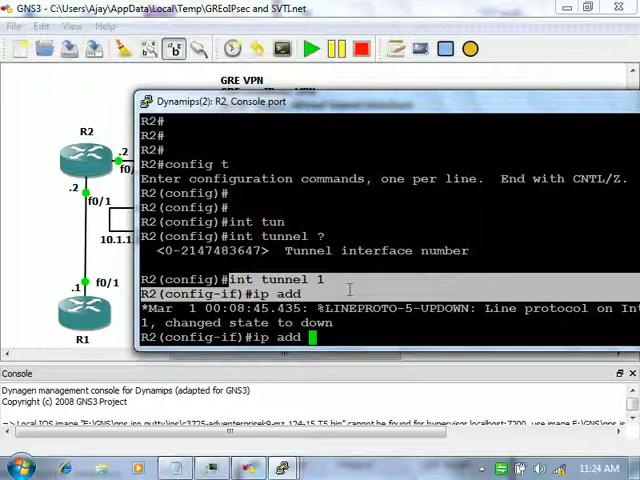 GNS3 - C:\Users\Ajay\AppData\Local\Temp\GREoIPsec and SVTI.net
File Edit View
GRE VPN
Dynamips(2): R2, Console port
R2#
R2#
R2#
R2#config t
Enter configuration commands, one per line. End with CNTL/Z.
R2(config)#
R2(config)#
R2(config)#int tun
R2(config)#int tunnel ?
<0-2147483647> Tunnel interface number
R2(config)#int tunnel 1
R2(config-if)#ip add
*Mar 1 00:08:45.435: %LINEPROTO-5-UPDOWN: Line protocol on Int
1, changed state to down
R2(config-if)#ip add
R2
.2
f0/
.2
f0/1
10.1.1.
.1
f0/1
R1
Console
Dynagen management console for Dynamips (adapted for GNS3)
Copyright (c) 2008 GNS3 Project
11:24 AM